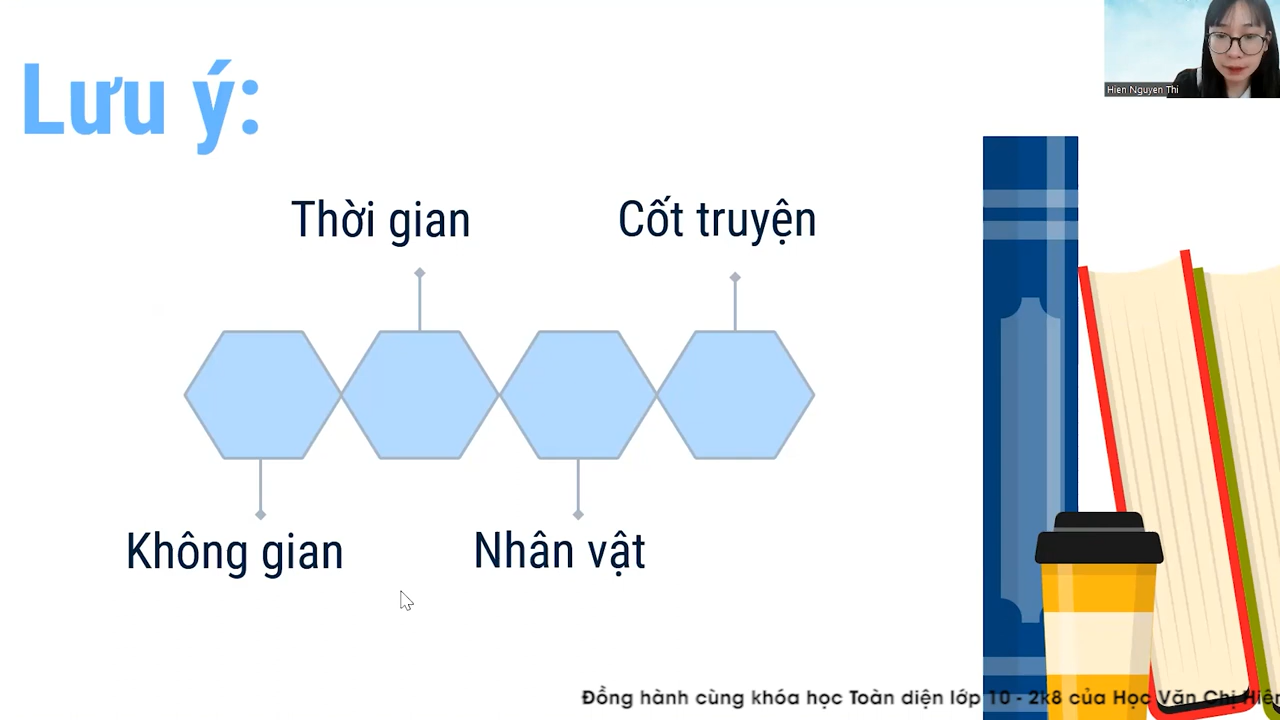 Lưu ý:
Hien Nguyen Thi
Thời gian
Cốt truyện
Không gian
Nhân vật
Đồng hành cùng khóa học Toàn diện lớp 10 - 2k8 của Học Văn Chị Hiên